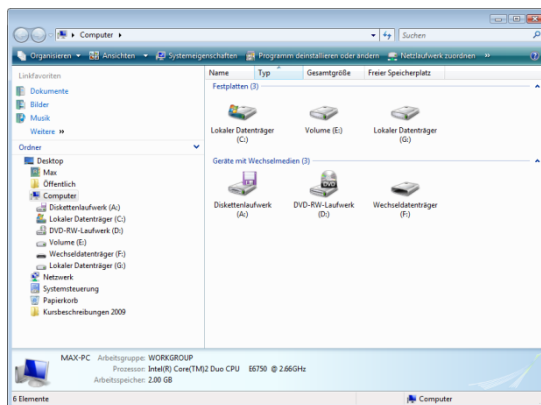 Computer
Suchen
Organisieren Ansichten Systemeigenschaften Programm deinstallieren oder ändern Netzlaufwerk zuordnen »
Linkfavoriten
Dokumente
Bilder
Musik
Weitere »
Ordner
Desktop
Max
Öffentlich
Computer
Diskettenlaufwerk (A:)
Lokaler Datenträger (C:)
DVD-RW-Laufwerk (D:)
Volume (E:)
Wechseldatenträger (F:)
Lokaler Datenträger (G:)
Netzwerk
Systemsteuerung
Papierkorb
Kursbeschreibungen 2009
Name Typ Gesamtgröße Freier Speicherplatz
Festplatten (3)
Lokaler Datenträger (C:)
Volume (E:)
Lokaler Datenträger (G:)
Geräte mit Wechselmedien (3)
Diskettenlaufwerk (A:)
DVD-RW-Laufwerk (D:)
Wechseldatenträger (F:)
DVD
MAX-PC Arbeitsgruppe: WORKGROUP
Prozessor: Intel(R) Core(TM)2 Duo CPU E6750 @ 2.66GHz
Arbeitsspeicher: 2.00 GB
6 Elemente
Computer